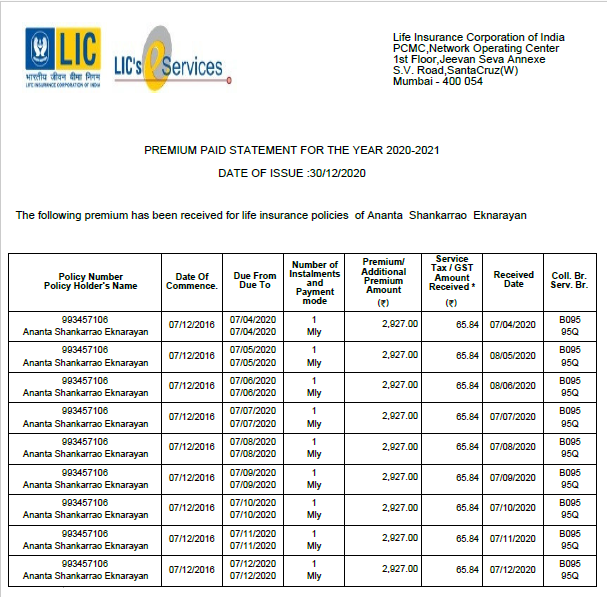 LIC
भारतीय जीवन बीमा निगम
LIFE INSURANCE CORPORATION OF INDIA
LIC's eServices
Life Insurance Corporation of India
PCMC,Network Operating Center
1st Floor,Jeevan Seva Annexe
S.V. Road,SantaCruz(W)
Mumbai - 400 054
PREMIUM PAID STATEMENT FOR THE YEAR 2020-2021
DATE OF ISSUE :30/12/2020
The following premium has been received for life insurance policies of Ananta Shankarrao Eknarayan
Policy Number Policy Holder's Name | Date Of Commence. | Due From Due To | Number of Instalments and Payment mode | Premium/ Additional Premium Amount (₹) | Service Tax / GST Amount Received * (₹) | Received Date | Coll. Br. Serv. Br.
993457106 Ananta Shankarrao Eknarayan | 07/12/2016 | 07/04/2020 07/04/2020 | 1 Mly | 2,927.00 | 65.84 | 07/04/2020 | B095 95Q
993457106 Ananta Shankarrao Eknarayan | 07/12/2016 | 07/05/2020 07/05/2020 | 1 Mly | 2,927.00 | 65.84 | 08/05/2020 | B095 95Q
993457106 Ananta Shankarrao Eknarayan | 07/12/2016 | 07/06/2020 07/06/2020 | 1 Mly | 2,927.00 | 65.84 | 08/06/2020 | B095 95Q
993457106 Ananta Shankarrao Eknarayan | 07/12/2016 | 07/07/2020 07/07/2020 | 1 Mly | 2,927.00 | 65.84 | 07/07/2020 | B095 95Q
993457106 Ananta Shankarrao Eknarayan | 07/12/2016 | 07/08/2020 07/08/2020 | 1 Mly | 2,927.00 | 65.84 | 07/08/2020 | B095 95Q
993457106 Ananta Shankarrao Eknarayan | 07/12/2016 | 07/09/2020 07/09/2020 | 1 Mly | 2,927.00 | 65.84 | 07/09/2020 | B095 95Q
993457106 Ananta Shankarrao Eknarayan | 07/12/2016 | 07/10/2020 07/10/2020 | 1 Mly | 2,927.00 | 65.84 | 07/10/2020 | B095 95Q
993457106 Ananta Shankarrao Eknarayan | 07/12/2016 | 07/11/2020 07/11/2020 | 1 Mly | 2,927.00 | 65.84 | 07/11/2020 | B095 95Q
993457106 Ananta Shankarrao Eknarayan | 07/12/2016 | 07/12/2020 07/12/2020 | 1 Mly | 2,927.00 | 65.84 | 07/12/2020 | B095 95Q